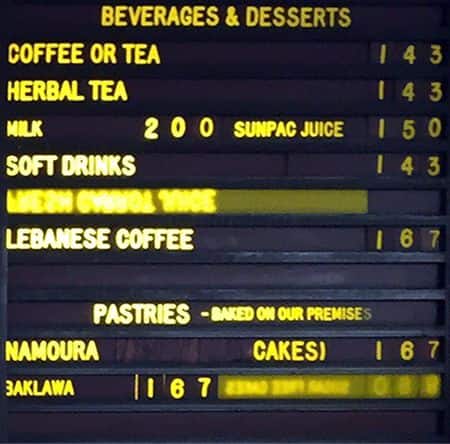 BEVERAGES & DESSERTS
COFFEE OR TEA 1 4 3
HERBAL TEA 1 4 3
MILK 2 0 0 SUNPAC JUICE 1 5 0
SOFT DRINKS 1 4 3
LEBANESE COFFEE 1 6 7
PASTRIES - BAKED ON OUR PREMISES
NAMOURA CAKES) 1 6 7
BAKLAWA 1 6 7